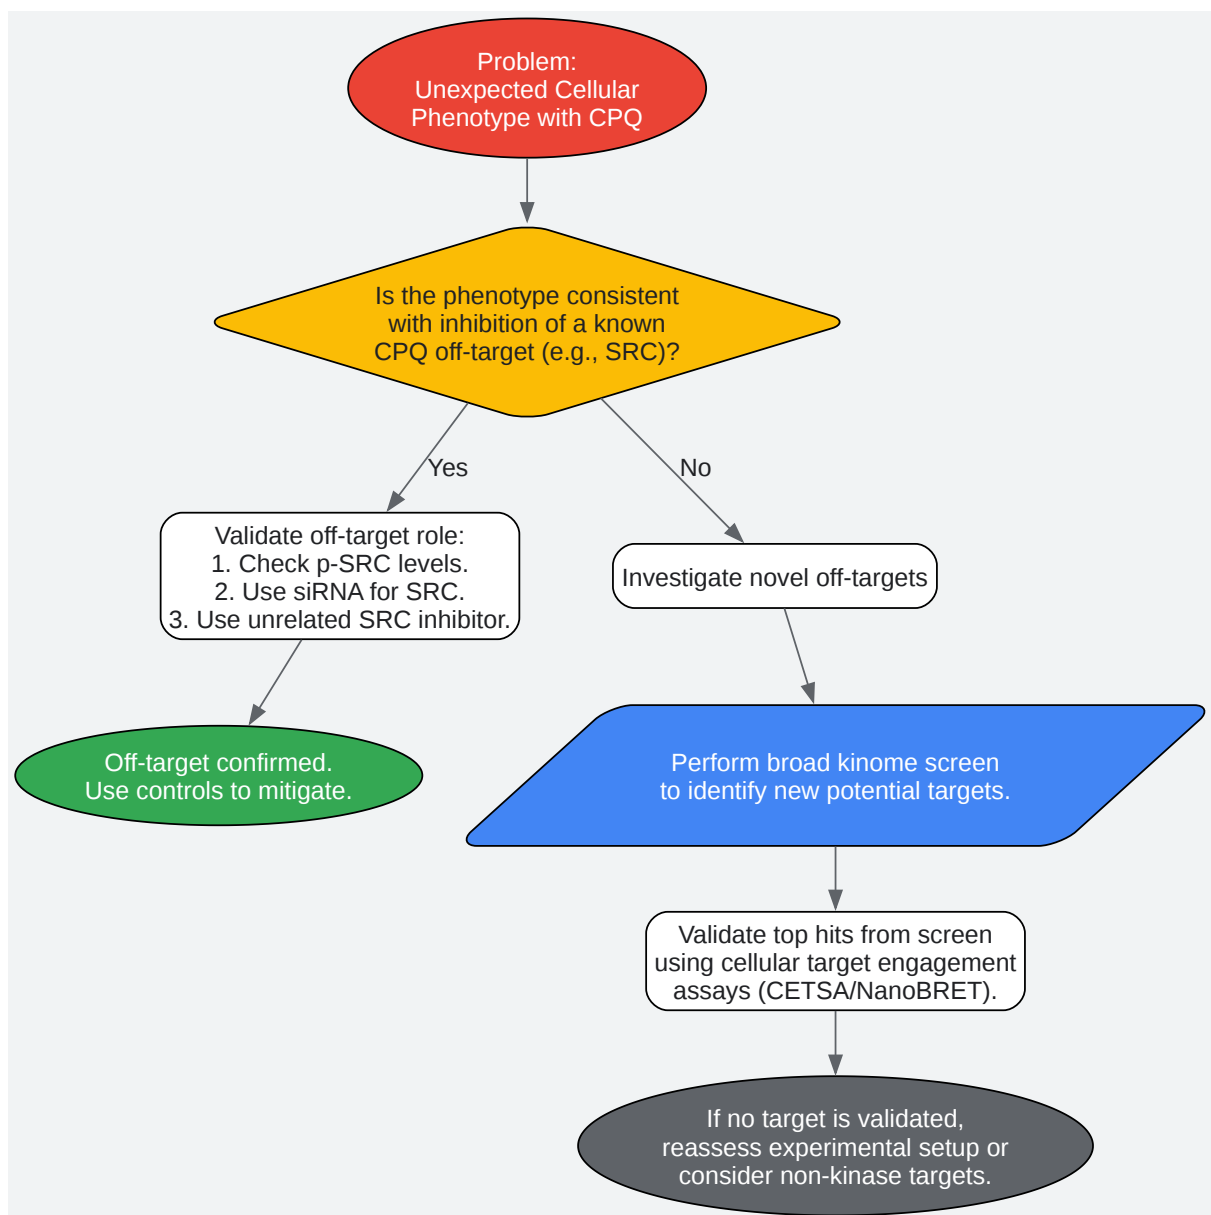 Problem:
Unexpected Cellular
Phenotype with CPQ
Is the phenotype consistent
with inhibition of a known
CPQ off-target (e.g., SRC)?
Yes
No
Validate off-target role:
1. Check p-SRC levels.
2. Use siRNA for SRC.
3. Use unrelated SRC inhibitor.
Investigate novel off-targets
Off-target confirmed.
Use controls to mitigate.
Perform broad kinome screen
to identify new potential targets.
Validate top hits from screen
using cellular target engagement
assays (CETSA/NanoBRET).
If no target is validated,
reassess experimental setup or
consider non-kinase targets.